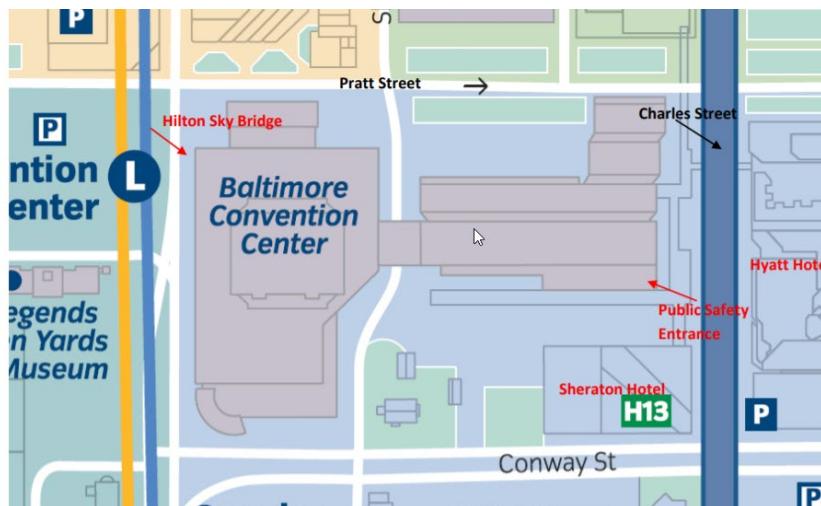 P
S
Pratt Street
Charles Street
Hilton Sky Bridge
P
ntion
enter
L
Baltimore
Convention
Center
Hyatt Hote
Public Safety
Entrance
egends
en Yards
Museum
Sheraton Hotel
H13
P
Conway St
P